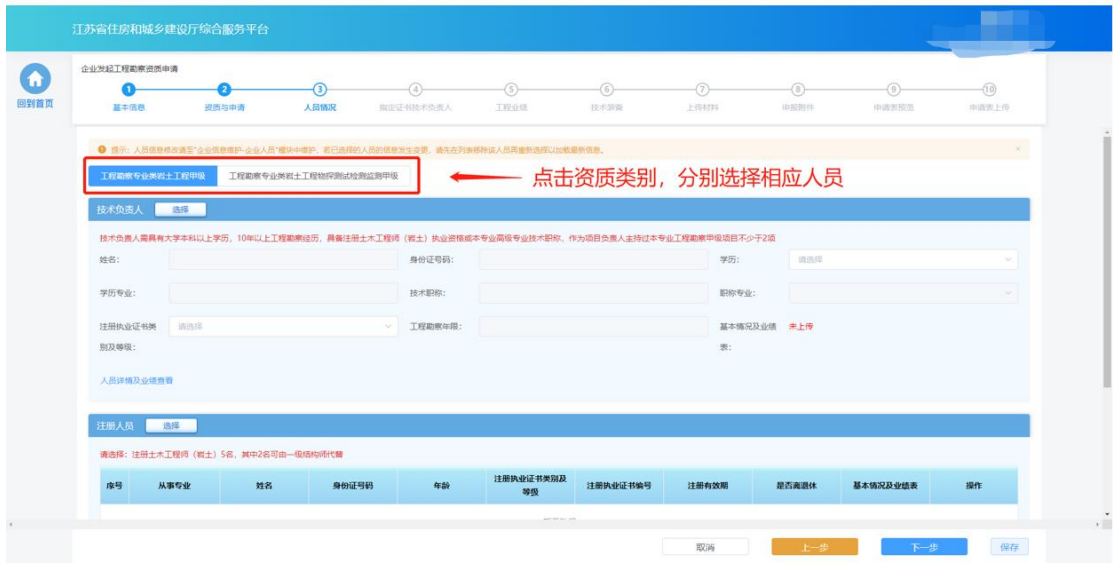 江苏省住房和城乡建设厅综合服务平台
回到首页
企业发起工程勘察资质申请
1 2 3 4 5 6 7 8 9 10
基本信息 资质与申请 人员情况 指定证书技术负责人 工程业绩 技术装备 上传材料 申报附件 申请表预览 申请表上传
提示：人员信息修改请至"企业信息维护-企业人员"模块中维护，若已选择的人员的信息发生变更，请先在列表移除该人员再重新选择以加载最新信息。 ×
工程勘察专业类岩土工程甲级 工程勘察专业类岩土工程物探测试检测监测甲级
点击资质类别，分别选择相应人员
技术负责人 选择
技术负责人需具有大学本科以上学历，10年以上工程勘察经历，具备注册土木工程师（岩土）执业资格或本专业高级专业技术职称，作为项目负责人主持过本专业工程勘察甲级项目不少于2项
姓名： 身份证号码： 学历： 请选择
学历专业： 技术职称： 职称专业：
注册执业证书类别及等级： 请选择 工程勘察年限： 基本情况及业绩表： 未上传
人员详情及业绩查看
注册人员 选择
请选择：注册土木工程师（岩土）5名，其中2名可由一级结构师代替
序号 从事专业 姓名 身份证号码 年龄 注册执业证书类别及等级 注册执业证书编号 注册有效期 是否离退休 基本情况及业绩表 操作
取消 上一步 下一步 保存